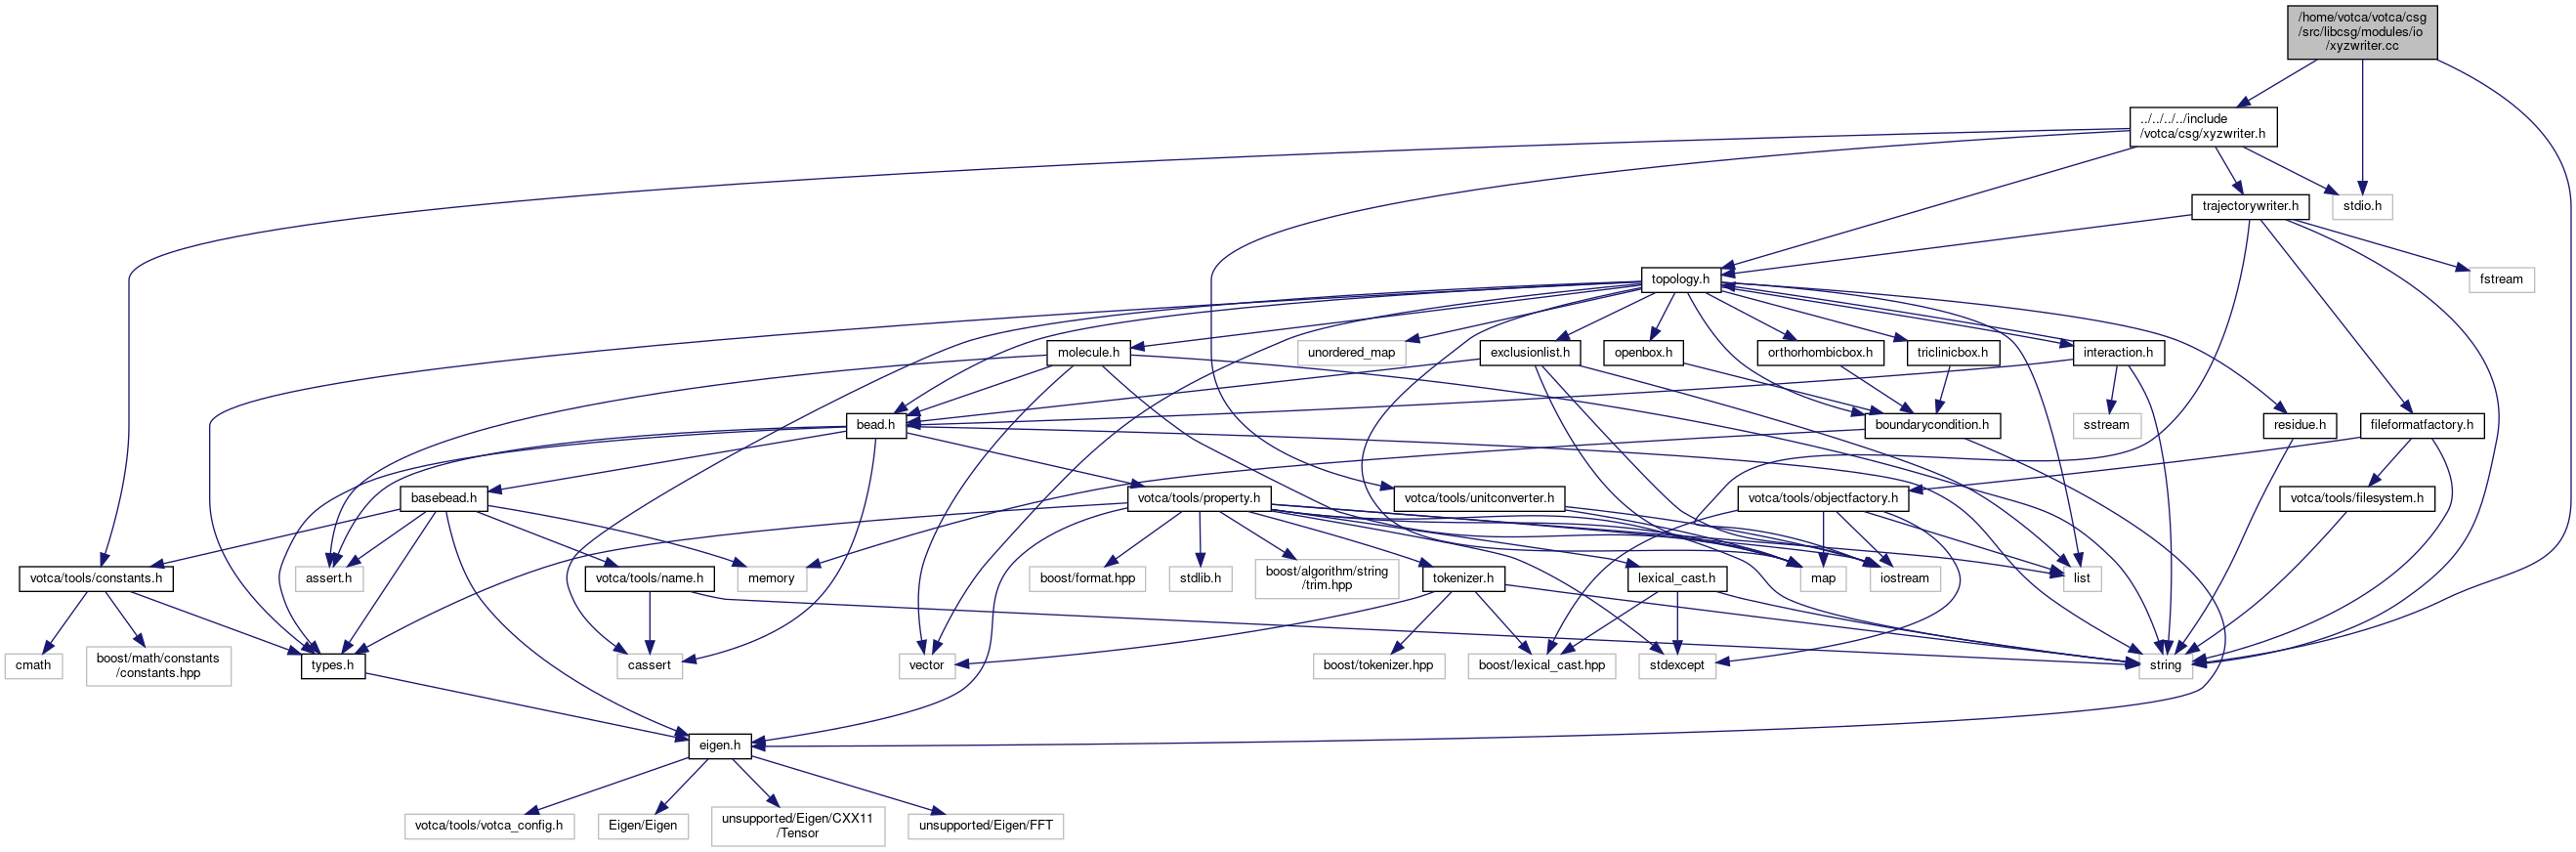 /home/votca/votca/csg
/src/libcsg/modules/io
/xyzwriter.cc
../../../../include
/votca/csg/xyzwriter.h
trajectorywriter.h
stdio.h
topology.h
fstream
molecule.h
unordered_map
exclusionlist.h
openbox.h
orthorhombicbox.h
triclinicbox.h
interaction.h
bead.h
boundarycondition.h
sstream
residue.h
fileformatfactory.h
basebead.h
votca/tools/property.h
votca/tools/unitconverter.h
votca/tools/objectfactory.h
votca/tools/filesystem.h
votca/tools/constants.h
assert.h
votca/tools/name.h
memory
boost/format.hpp
stdlib.h
boost/algorithm/string
/trim.hpp
tokenizer.h
lexical_cast.h
map
iostream
list
cmath
boost/math/constants
/constants.hpp
types.h
cassert
vector
boost/tokenizer.hpp
boost/lexical_cast.hpp
stdexcept
string
eigen.h
votca/tools/votca_config.h
Eigen/Eigen
unsupported/Eigen/CXX11
/Tensor
unsupported/Eigen/FFT